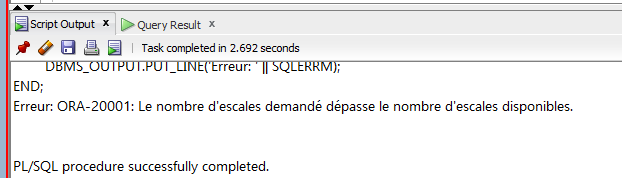 Script Output x Query Result x
Task completed in 2.692 seconds
DBMS_OUTPUT.PUT_LINE('Erreur: ' || SQLERRM);
END;
Erreur: ORA-20001: Le nombre d'escales demandé dépasse le nombre d'escales disponibles.
PL/SQL procedure successfully completed.